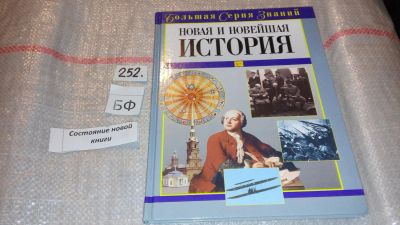 Большая Серия Знаний
НОВАЯ И НОВЕЙШАЯ
ИСТОРИЯ
252.
БФ
Состояние новой
книги